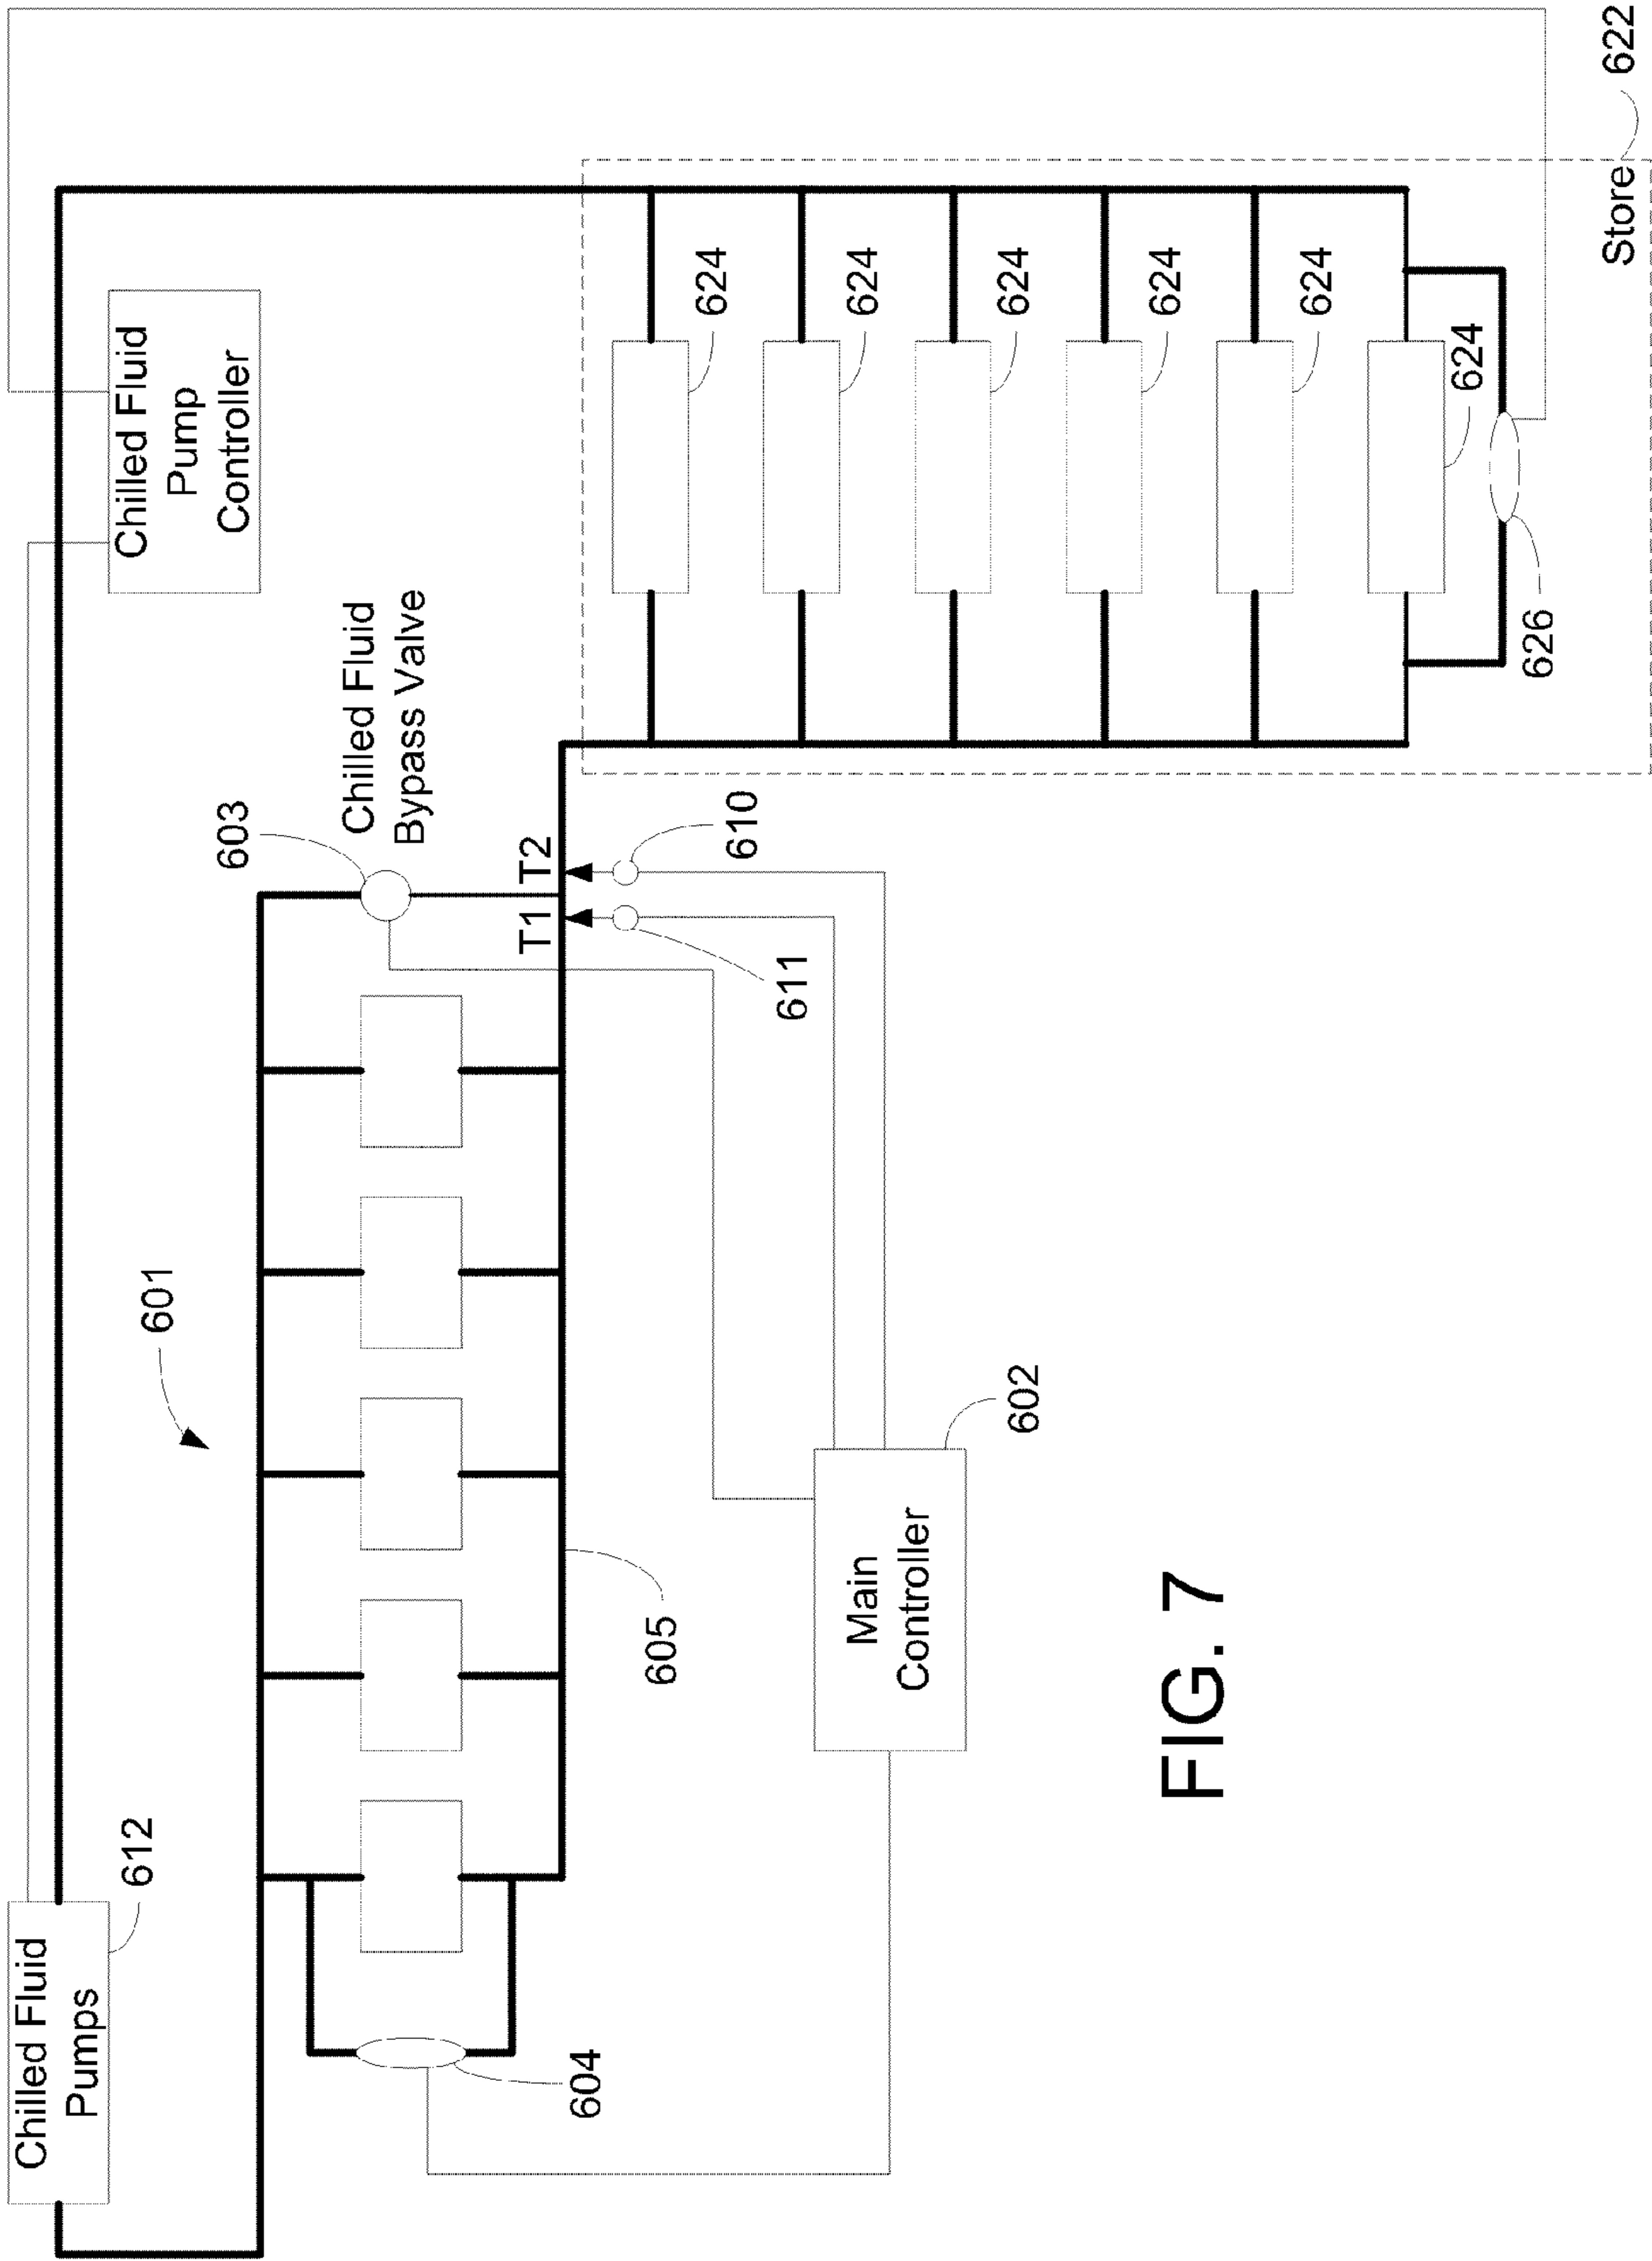 Chilled Fluid
Pumps
612
Chilled Fluid
Pump
Controller
601
603
Chilled Fluid
Bypass Valve
T1
T2
604
605
624
610
611
Main
Controller
624
624
602
624
FIG. 7
624
624
626
Store
622